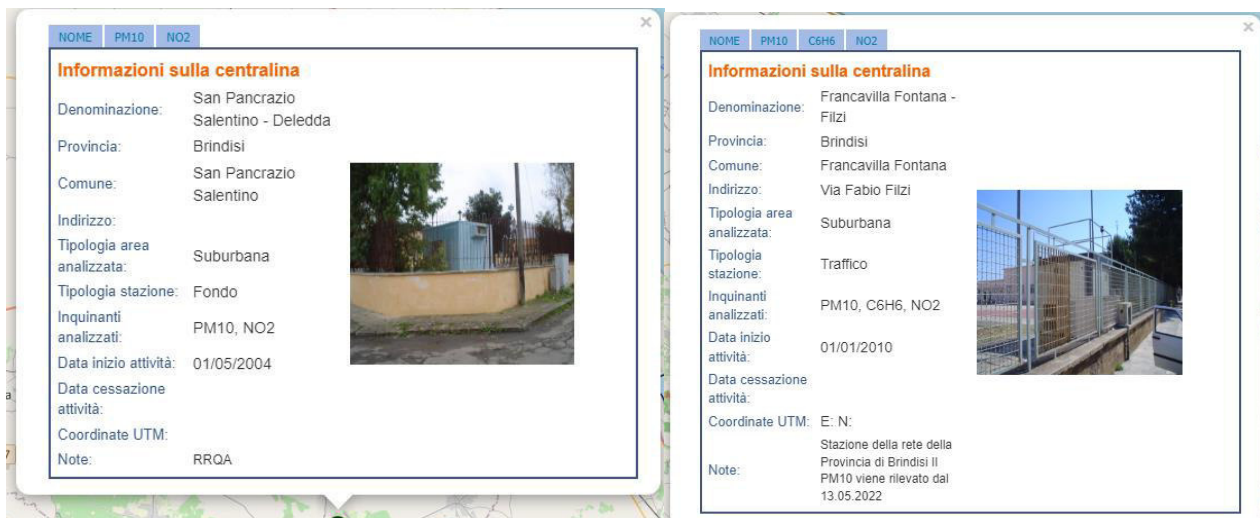 NOME PM10 NO2
Informazioni sulla centralina
Denominazione:
San Pancrazio
Salentino - Deledda
Provincia: Brindisi
Comune:
San Pancrazio
Salentino
Indirizzo:
Tipologia area
analizzata:
Suburbana
Tipologia stazione: Fondo
Inquinanti
analizzati:
PM10, NO2
Data inizio attività: 01/05/2004
Data cessazione
attività:
Coordinate UTM:
Note: RRQA
NOME PM10 C6H6 NO2
Informazioni sulla centralina
Denominazione:
Francavilla Fontana -
Filzi
Provincia: Brindisi
Comune: Francavilla Fontana
Indirizzo: Via Fabio Filzi
Tipologia area
analizzata:
Suburbana
Tipologia
stazione:
Traffico
Inquinanti
analizzati:
PM10, C6H6, NO2
Data inizio
attività:
01/01/2010
Data cessazione
attività:
Coordinate UTM: E: N:
Note:
Stazione della rete della
Provincia di Brindisi Il
PM10 viene rilevato dal
13.05.2022